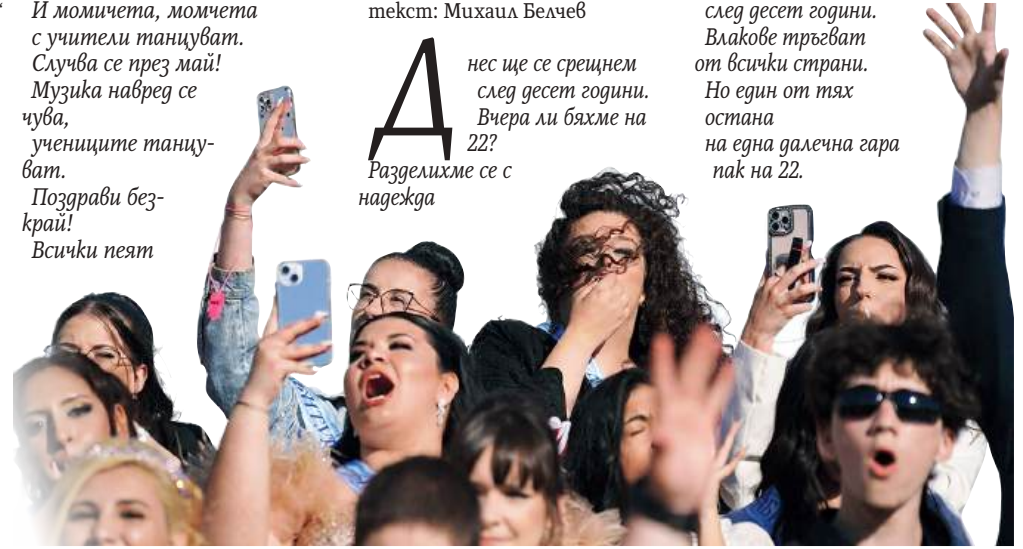 И момичета, момчета
с учители танцуват.
Случва се през май!
Музика навред се
чува,
учениците танцу-
ват.
Поздрави без-
край!
Всички пеят
текст: Михаил Белчев
Днес ще се срещнем
след десет години.
Вчера ли бяхме на
22?
Разделихме се с
надежда
след десет години.
Влакове тръгват
от всички страни.
Но един от тях
остана
на една далечна гара
пак на 22.